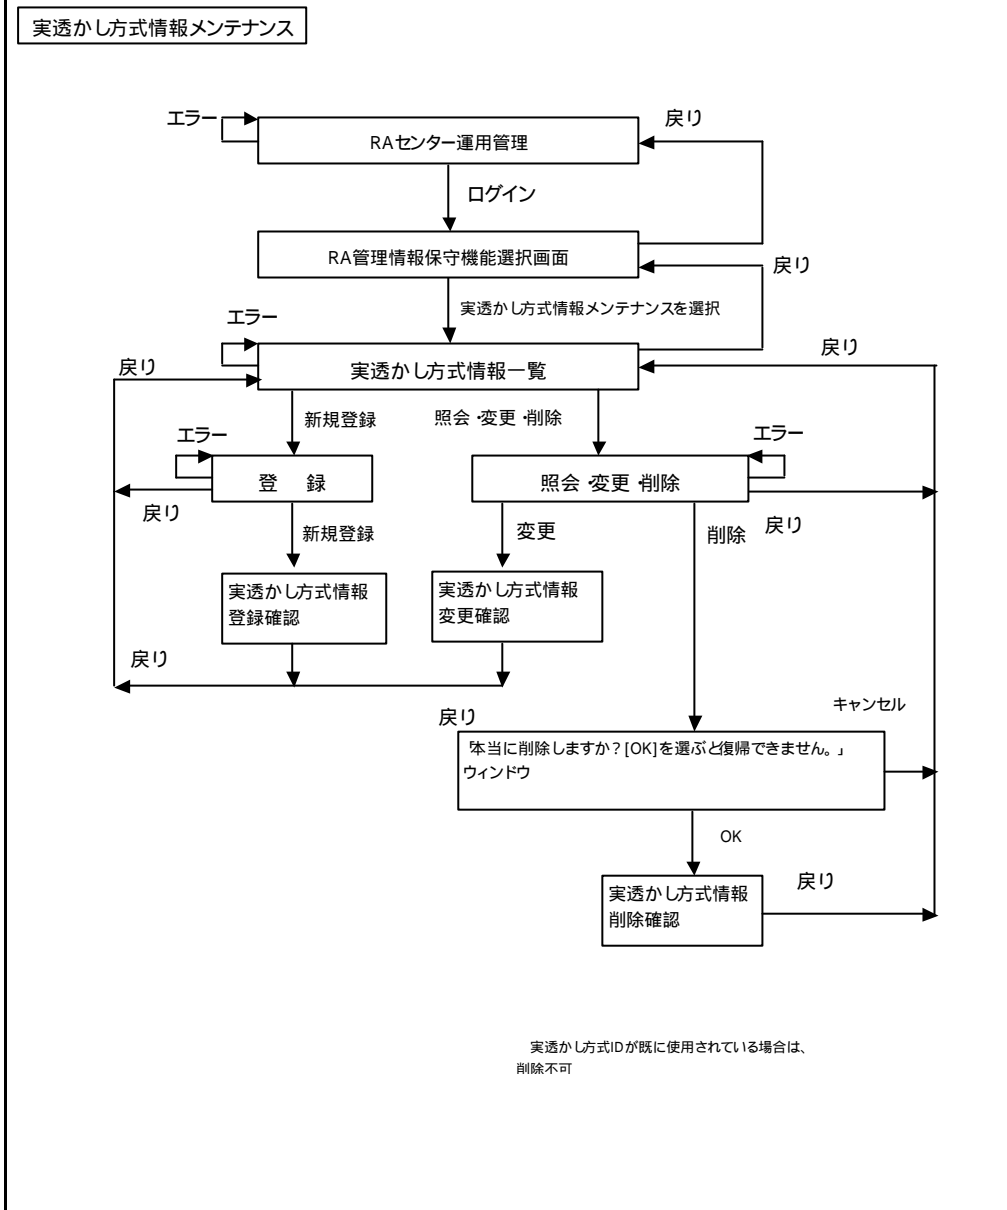 実透かし方式情報メンテナンス
エラー
戻り
RAセンター運用管理
ログイン
RA管理情報保守機能選択画面
戻り
実透かし方式情報メンテナンスを選択
エラー
戻り
戻り
実透かし方式情報一覧
新規登録
照会・変更・削除
エラー
エラー
登 録
照会・変更・削除
戻り
新規登録
変更
削除
戻り
実透かし方式情報
登録確認
実透かし方式情報
変更確認
戻り
キャンセル
戻り
「本当に削除しますか？[OK]を選ぶと復帰できません。」
ウィンドウ
OK
戻り
実透かし方式情報
削除確認
実透かし方式IDが既に使用されている場合は、
削除不可